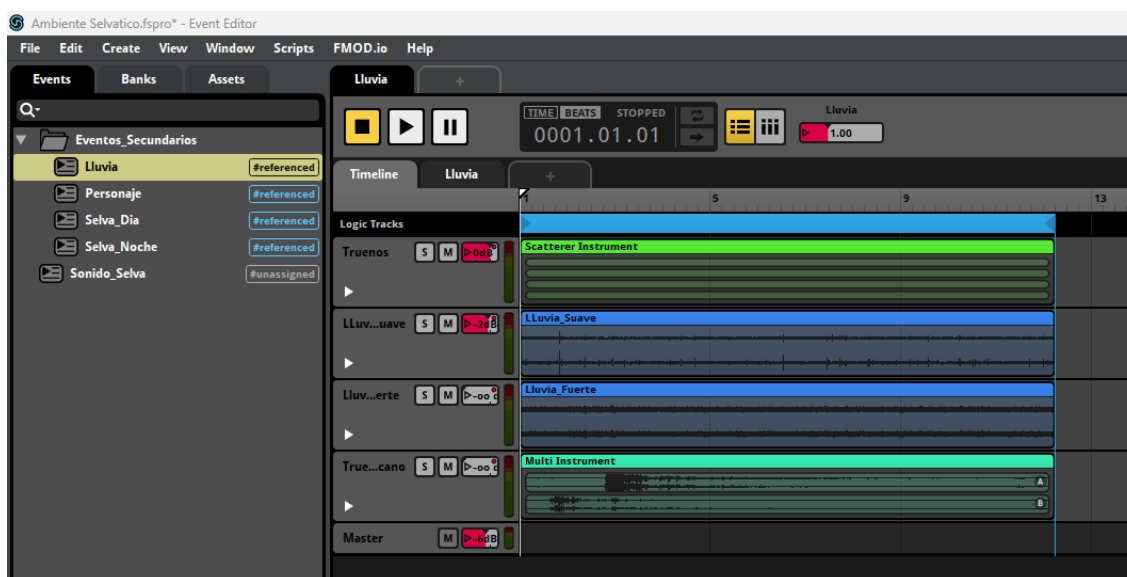 Ambiente Selvatico.fspro* - Event Editor
File Edit Create View Window Scripts FMOD.io Help
Events Banks Assets
Lluvia +
TIME BEATS STOPPED
0001.01.01
Lluvia
1.00
Eventos_Secundarios
Lluvia #referenced
Personaje #referenced
Selva_Dia #referenced
Selva_Noche #referenced
Sonido_Selva #unassigned
Timeline Lluvia +
1 5 9 13
Logic Tracks
Truenos S M 0dB
Scatterer Instrument
LLuv...uave S M -2dB
LLuvia_Suave
Lluv...erte S M -oo d
Lluvia_Fuerte
True...cano S M -oo d
Multi Instrument
A
B
Master M -6dB